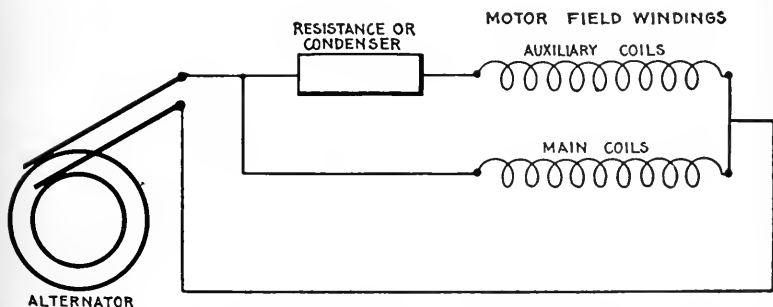 MOTOR FIELD WINDINGS
RESISTANCE OR
CONDENSER
AUXILIARY COILS
MAIN COILS
ALTERNATOR